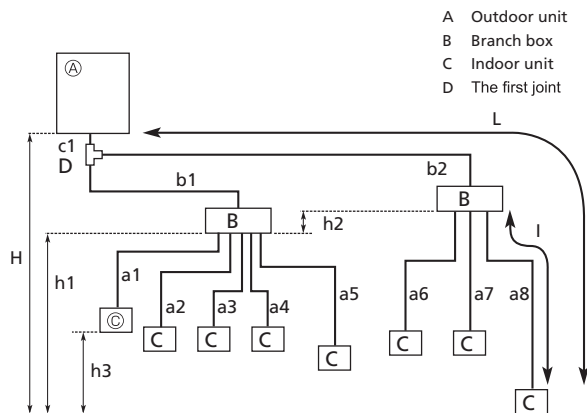 A Outdoor unit
B Branch box
C Indoor unit
D The first joint
A
L
c1
D
b2
b1
B
B
h2
l
H
h1
a1
a2
a3
a4
a5
a6
a7
a8
C
C
C
C
C
C
C
h3
C